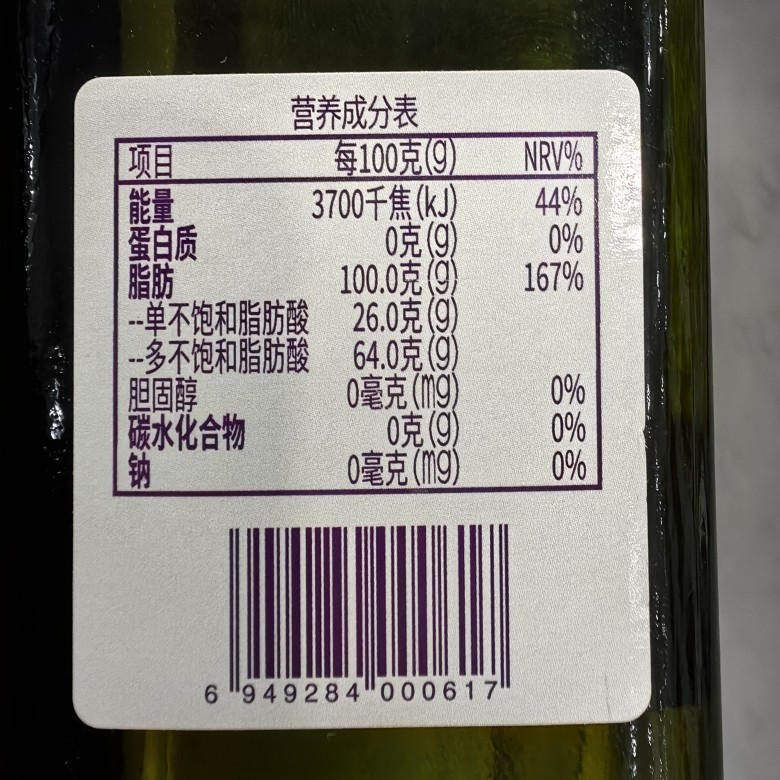 营养成分表
项目 每100克(g) NRV%
能量 3700千焦(kJ) 44%
蛋白质 0克(g) 0%
脂肪 100.0克(g) 167%
--单不饱和脂肪酸 26.0克(g)
--多不饱和脂肪酸 64.0克(g)
胆固醇 0毫克(mg) 0%
碳水化合物 0克(g) 0%
钠 0毫克(mg) 0%
6 949284 000617